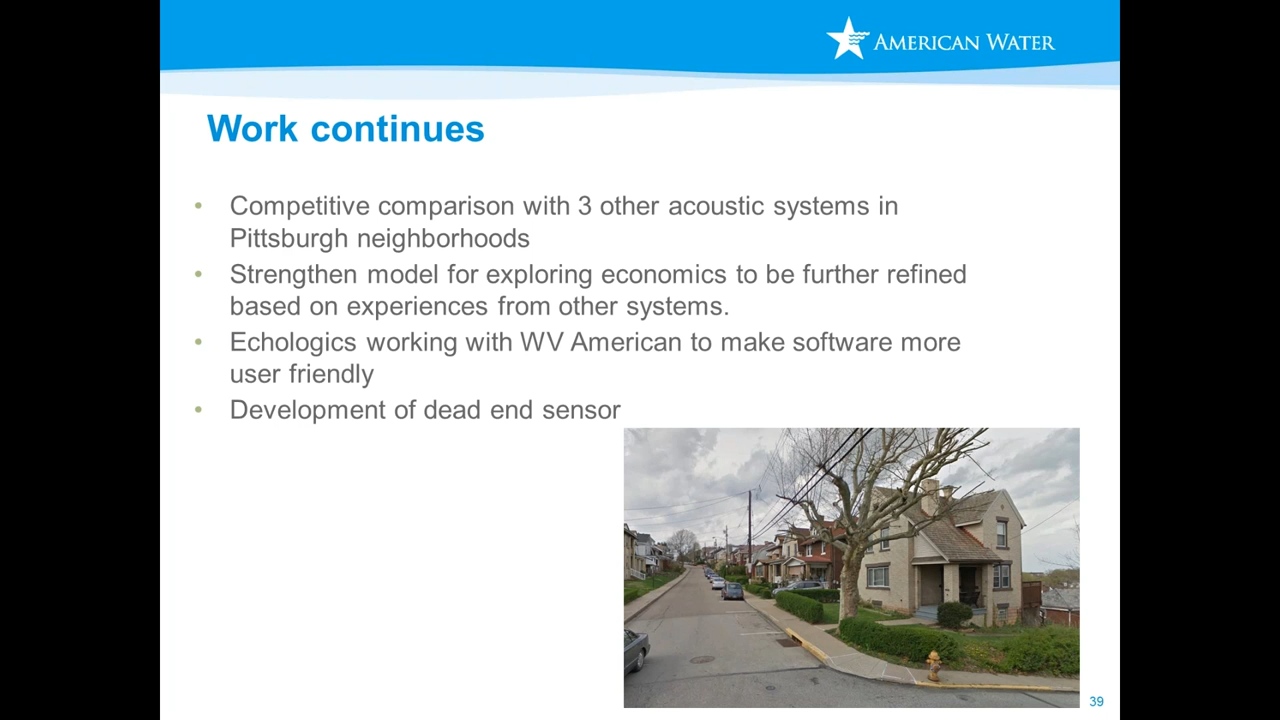 AMERICAN WATER
Work continues
• Competitive comparison with 3 other acoustic systems in
Pittsburgh neighborhoods
• Strengthen model for exploring economics to be further refined
based on experiences from other systems.
• Echologics working with WV American to make software more
user friendly
• Development of dead end sensor
39